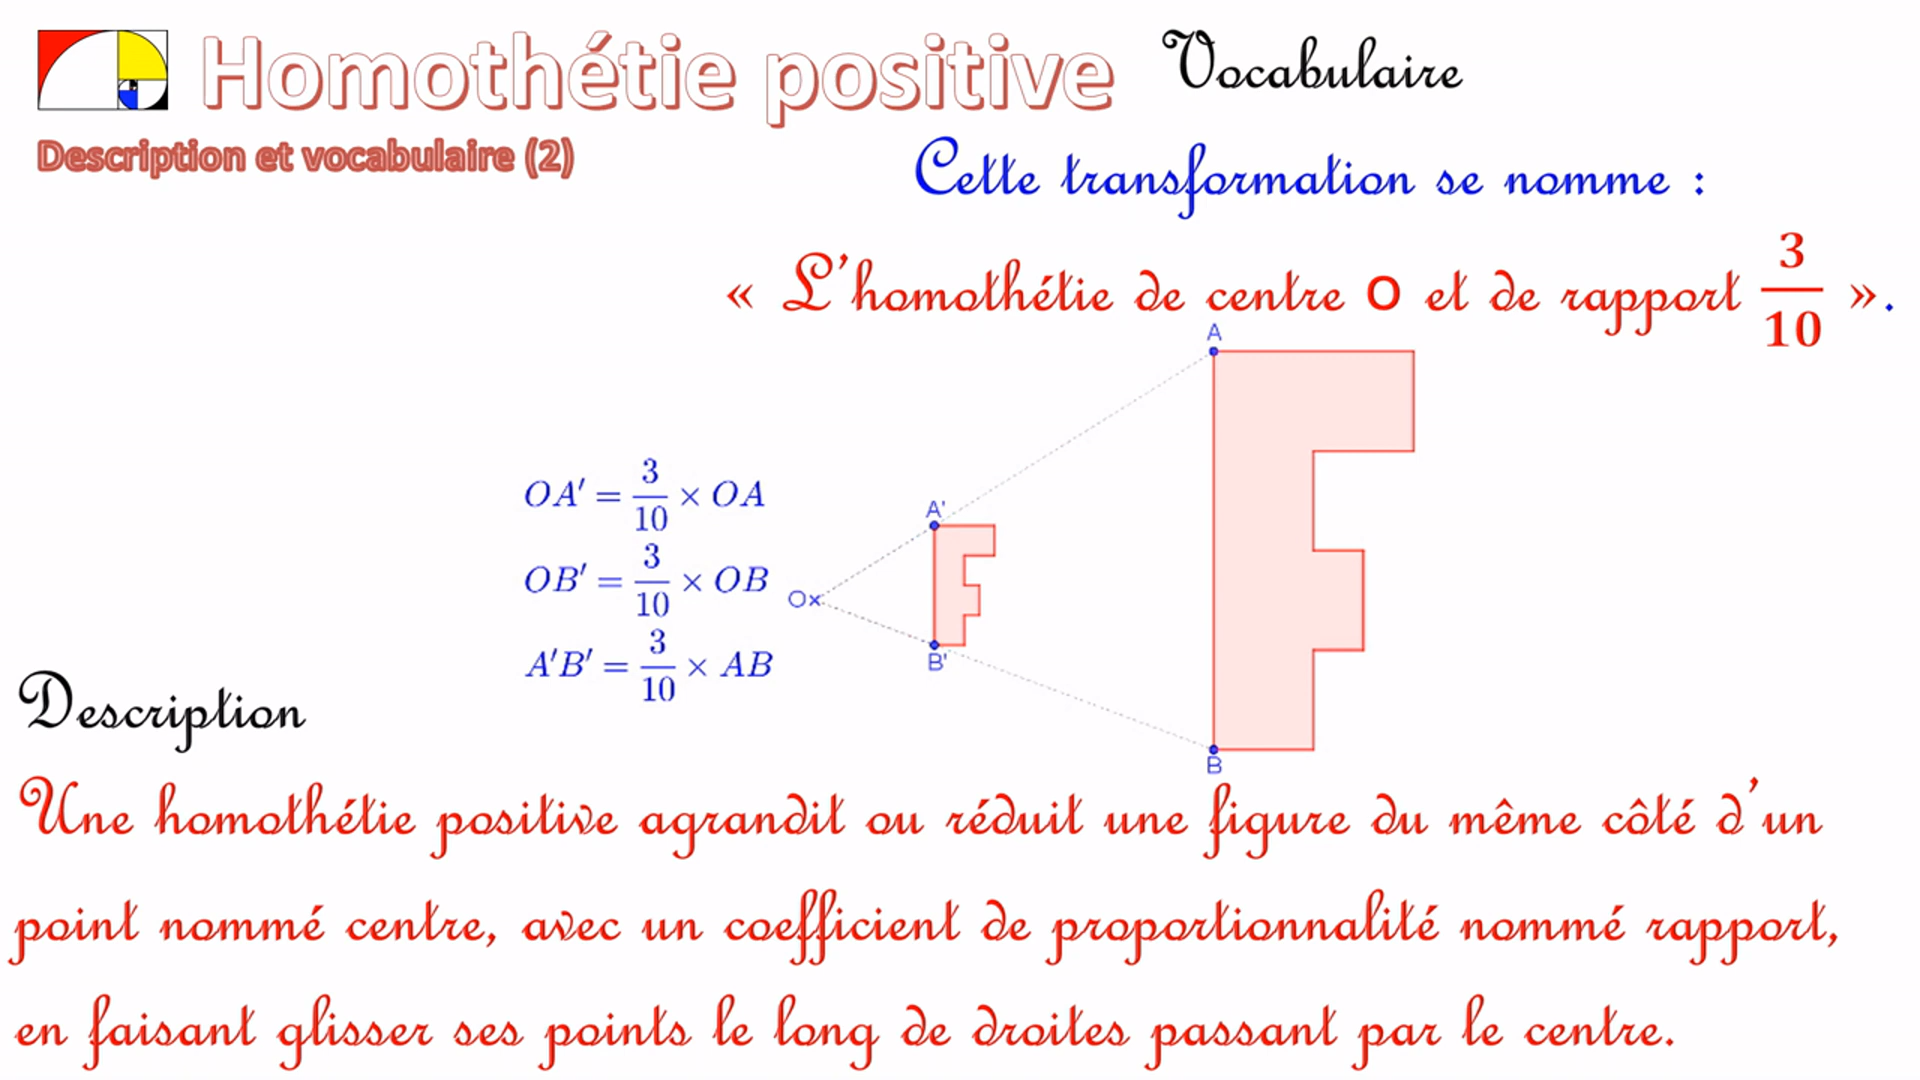 Homothétie positive
Vocabulaire
Description et vocabulaire (2)
Cette transformation se nomme :
« L'homothétie de centre O et de rapport 3/10 ».
A
OA' = 3/10 × OA
A'
OB' = 3/10 × OB
O
A'B' = 3/10 × AB
B'
B
Description
Une homothétie positive agrandit ou réduit une figure du même côté d'un
point nommé centre, avec un coefficient de proportionnalité nommé rapport,
en faisant glisser ses points le long de droites passant par le centre.